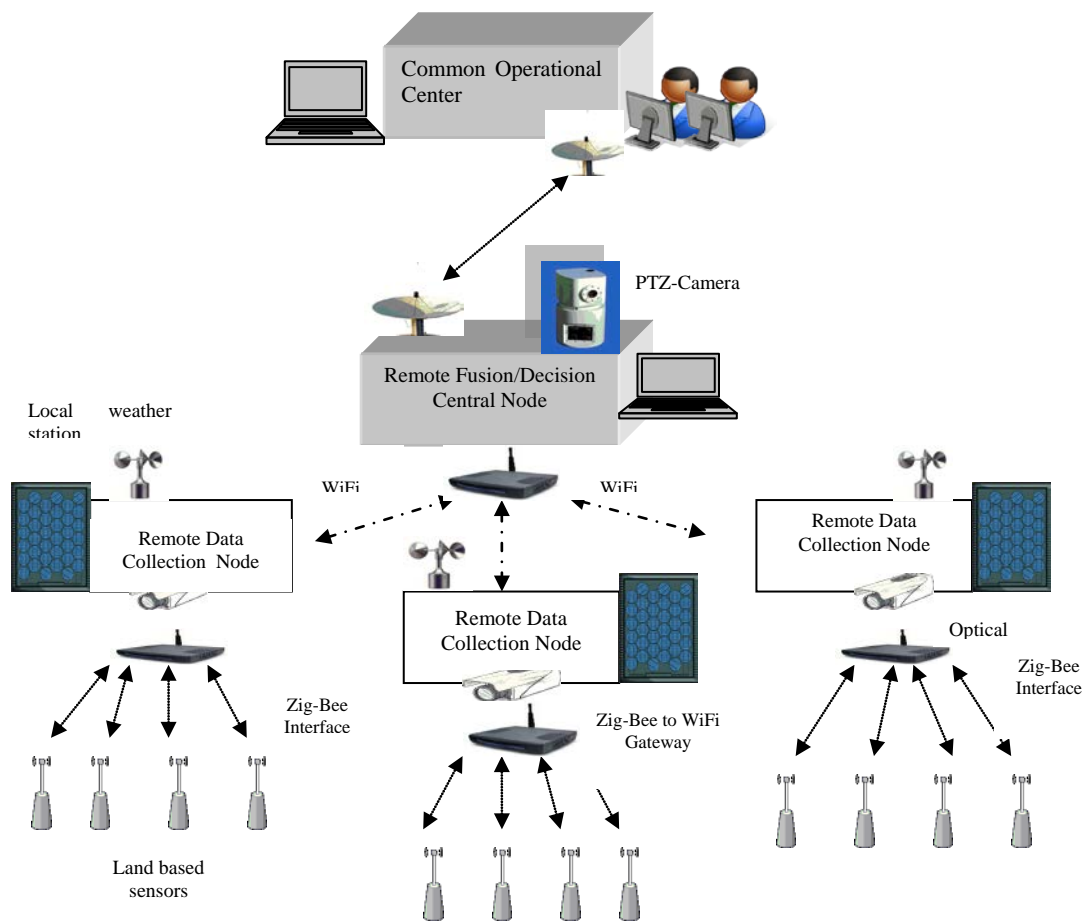 Common Operational
Center
PTZ-Camera
Remote Fusion/Decision
Central Node
Local weather
station
WiFi
WiFi
Remote Data
Collection Node
Remote Data
Collection Node
Remote Data
Collection Node
Optical
Zig-Bee
Interface
Zig-Bee
Interface
Zig-Bee to WiFi
Gateway
Land based
sensors